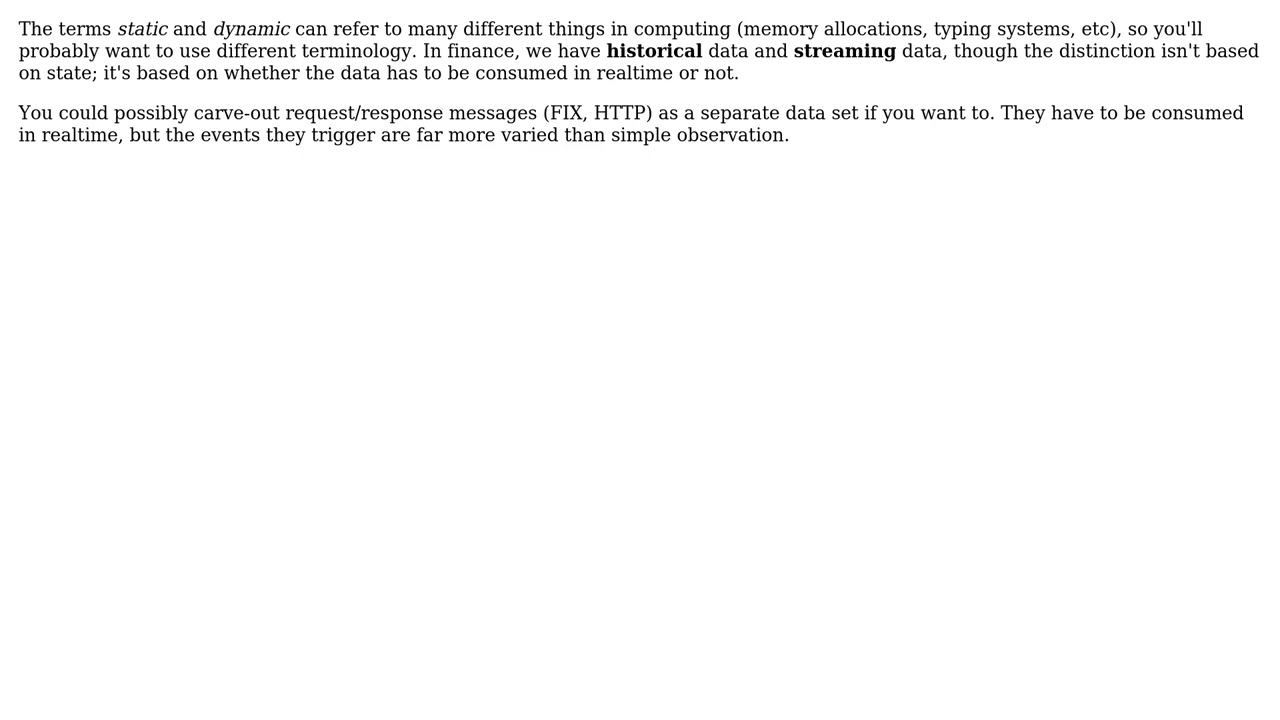 The terms static and dynamic can refer to many different things in computing (memory allocations, typing systems, etc), so you'll
probably want to use different terminology. In finance, we have historical data and streaming data, though the distinction isn't based
on state; it's based on whether the data has to be consumed in realtime or not.
You could possibly carve-out request/response messages (FIX, HTTP) as a separate data set if you want to. They have to be consumed
in realtime, but the events they trigger are far more varied than simple observation.